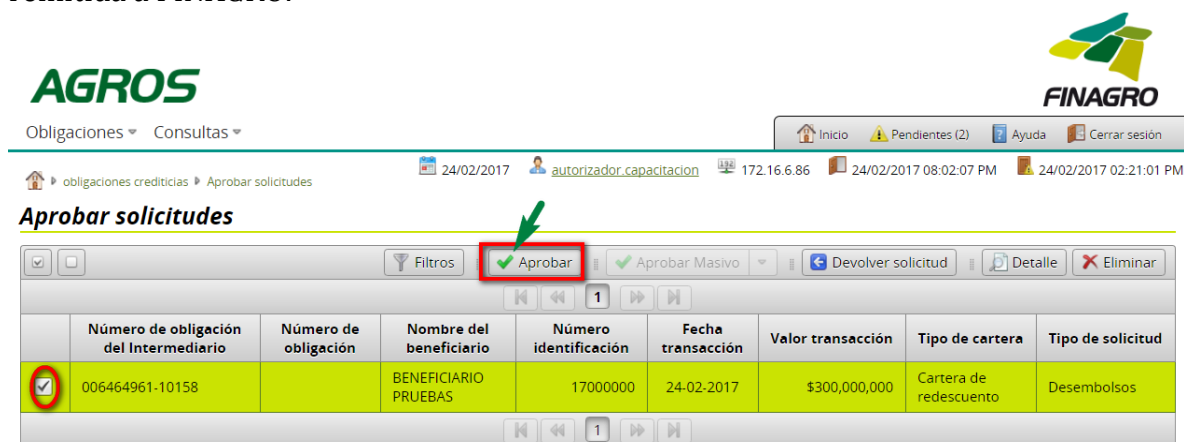 AGROS
FINAGRO
Obligaciones Consultas
Inicio Pendientes (2) Ayuda Cerrar sesión
obligaciones crediticias Aprobar solicitudes
24/02/2017 autorizador.capacitacion 172.16.6.86 24/02/2017 08:02:07 PM 24/02/2017 02:21:01 PM
Aprobar solicitudes
Filtros Aprobar Aprobar Masivo Devolver solicitud Detalle Eliminar
1
Número de obligación del Intermediario Número de obligación Nombre del beneficiario Número identificación Fecha transacción Valor transacción Tipo de cartera Tipo de solicitud
006464961-10158 BENEFICIARIO PRUEBAS 17000000 24-02-2017 $300,000,000 Cartera de redescuento Desembolsos
1